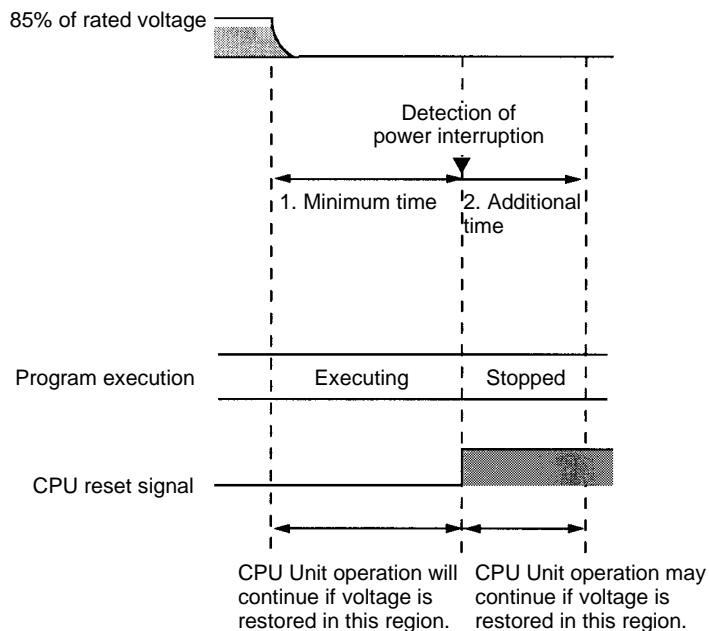 85% of rated voltage
Detection of
power interruption
1. Minimum time
2. Additional
time
Program execution
Executing
Stopped
CPU reset signal
CPU Unit operation will
continue if voltage is
restored in this region.
CPU Unit operation may
continue if voltage is
restored in this region.